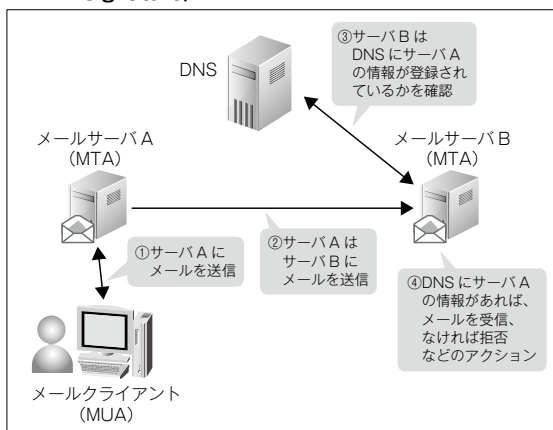 DNS
③サーバBは
DNSにサーバA
の情報が登録され
ているかを確認
メールサーバA
(MTA)
メールサーバB
(MTA)
①サーバAに
メールを送信
②サーバAは
サーバBに
メールを送信
④DNSにサーバA
の情報があれば、
メールを受信、
なければ拒否
などのアクション
メールクライアント
(MUA)